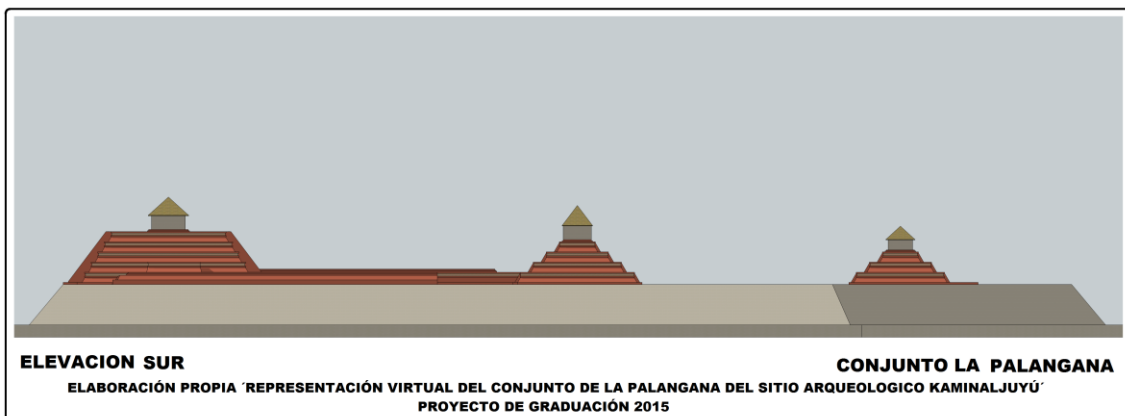 ELEVACION SUR
CONJUNTO LA PALANGANA
ELABORACIÓN PROPIA ´REPRESENTACIÓN VIRTUAL DEL CONJUNTO DE LA PALANGANA DEL SITIO ARQUEOLOGICO KAMINALJUYÚ´
PROYECTO DE GRADUACIÓN 2015